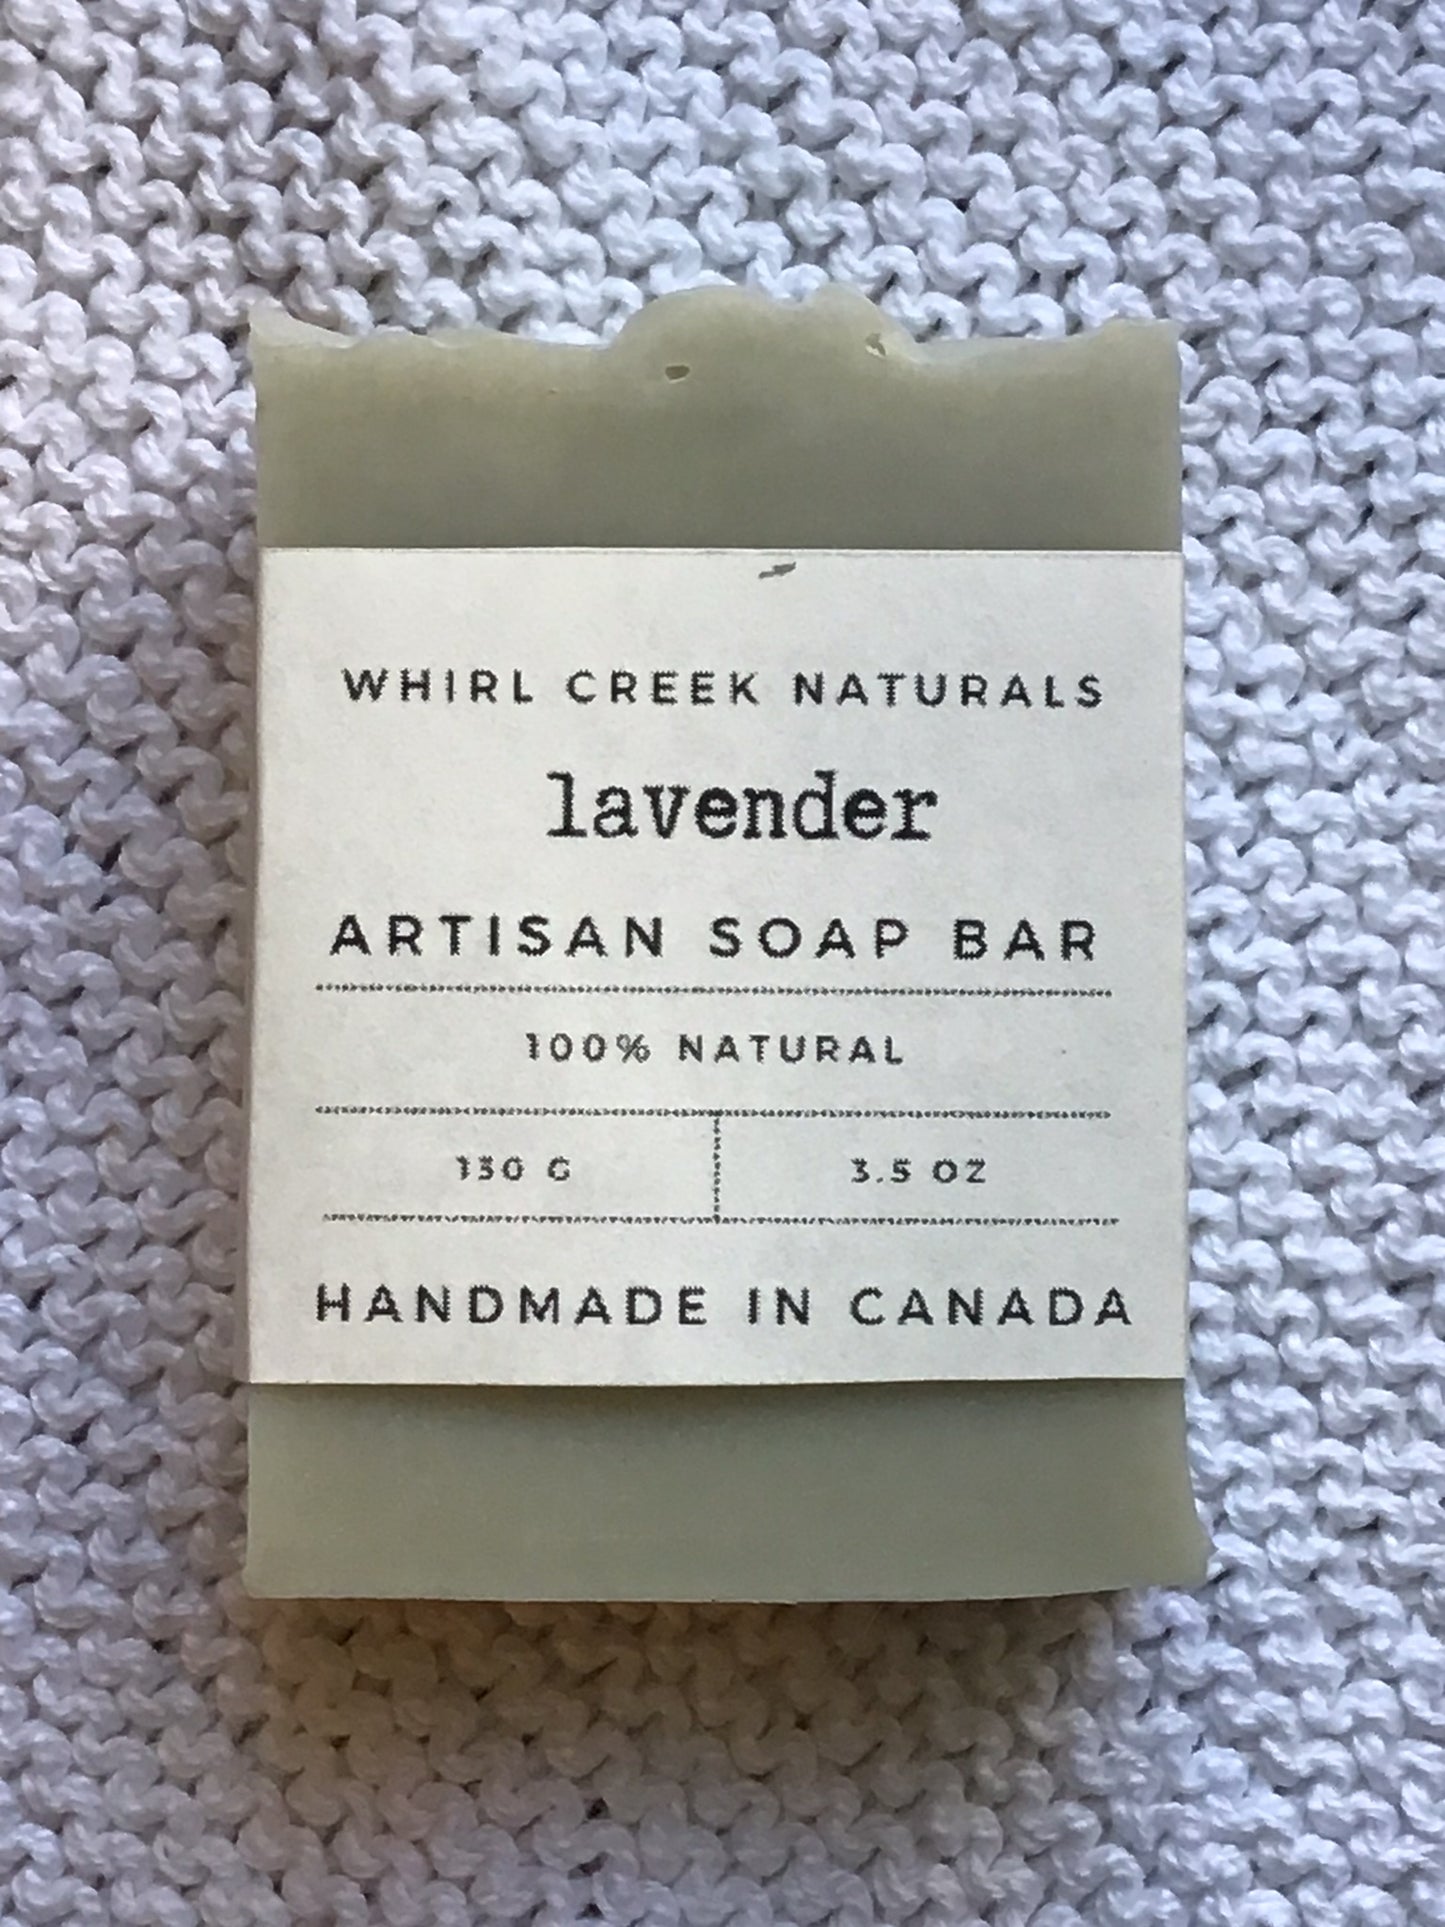 WHIRL CREEK NATURALS
lavender
ARTISAN SOAP BAR
100% NATURAL
130 G
3.5 OZ
HANDMADE IN CANADA